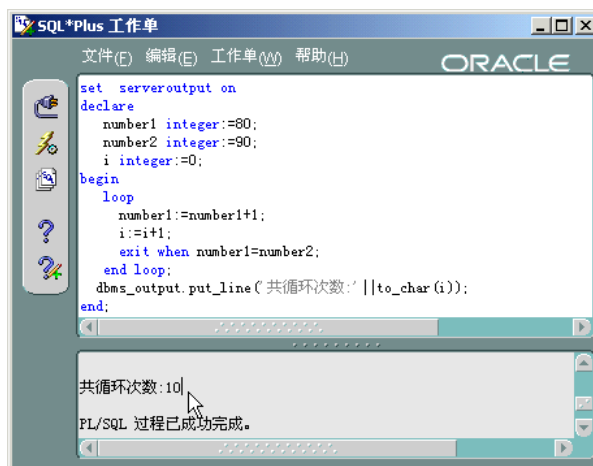 SQL*Plus 工作单
文件(F) 编辑(E) 工作单(W) 帮助(H)
ORACLE
set serveroutput on
declare
number1 integer:=80;
number2 integer:=90;
i integer:=0;
begin
loop
number1:=number1+1;
i:=i+1;
exit when number1=number2;
end loop;
dbms_output.put_line('共循环次数:'||to_char(i));
end;
共循环次数:10
PL/SQL 过程已成功完成。